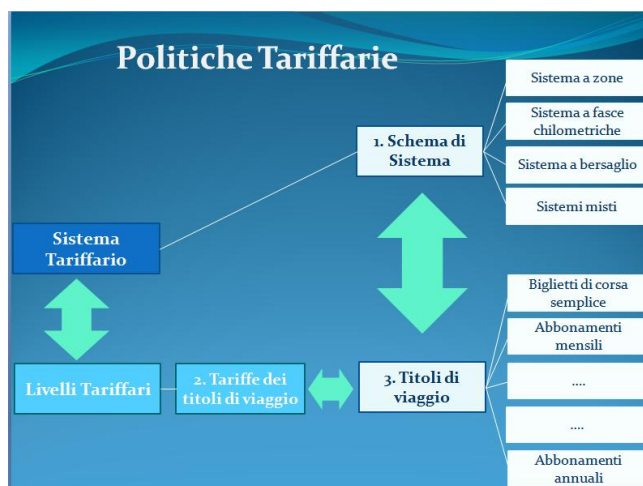 Politiche Tariffarie
Sistema a zone
Sistema a fasce
chilometriche
1. Schema di
Sistema
Sistema a bersaglio
Sistemi misti
Sistema
Tariffario
Biglietti di corsa
semplice
Abbonamenti
mensili
Livelli Tariffari
2. Tariffe dei
titoli di viaggio
3. Titoli di
viaggio
....
....
Abbonamenti
annuali